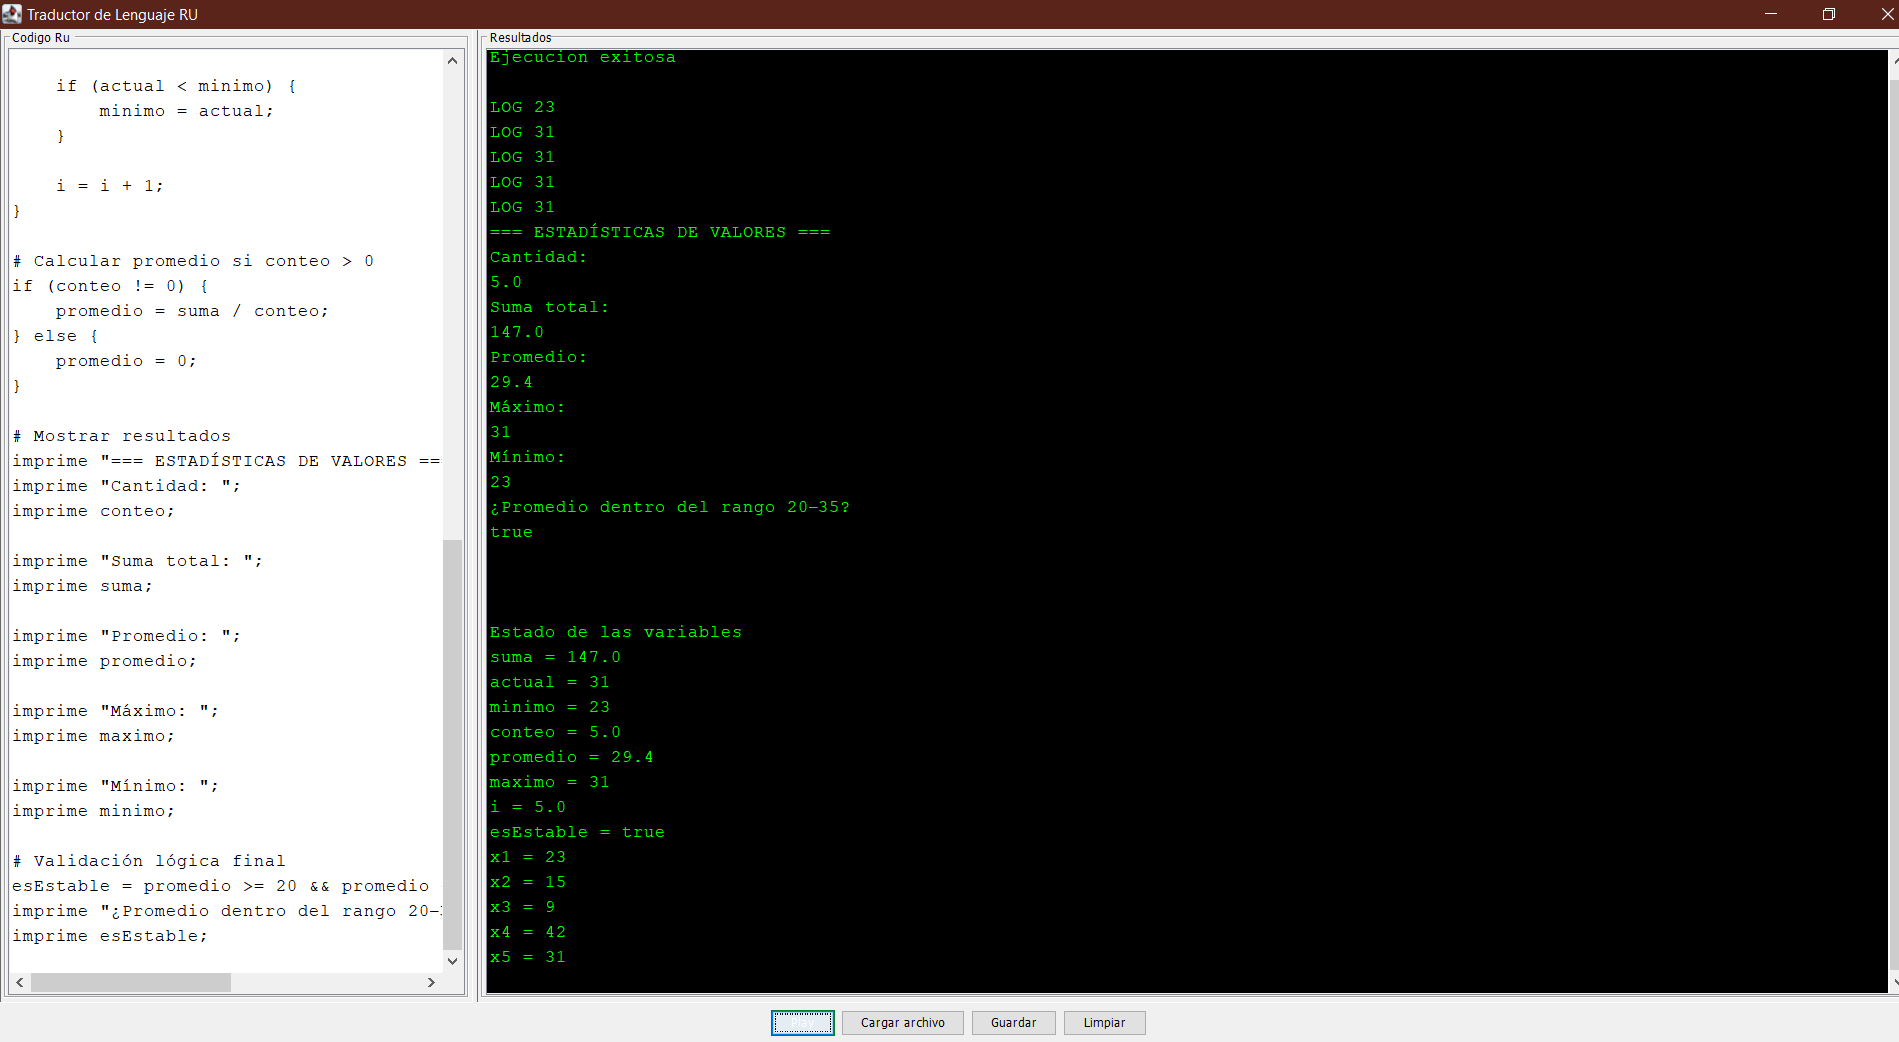 Traductor de Lenguaje RU
Codigo Ru
    if (actual < minimo) {
        minimo = actual;
    }

    i = i + 1;
}

# Calcular promedio si conteo > 0
if (conteo != 0) {
    promedio = suma / conteo;
} else {
    promedio = 0;
}

# Mostrar resultados
imprime "=== ESTADÍSTICAS DE VALORES ==
imprime "Cantidad: ";
imprime conteo;

imprime "Suma total: ";
imprime suma;

imprime "Promedio: ";
imprime promedio;

imprime "Máximo: ";
imprime maximo;

imprime "Mínimo: ";
imprime minimo;

# Validación lógica final
esEstable = promedio >= 20 && promedio
imprime "¿Promedio dentro del rango 20-
imprime esEstable;
Resultados
Ejecucion exitosa

LOG 23
LOG 31
LOG 31
LOG 31
LOG 31
=== ESTADÍSTICAS DE VALORES ===
Cantidad:
5.0
Suma total:
147.0
Promedio:
29.4
Máximo:
31
Mínimo:
23
¿Promedio dentro del rango 20-35?
true

Estado de las variables
suma = 147.0
actual = 31
minimo = 23
conteo = 5.0
promedio = 29.4
maximo = 31
i = 5.0
esEstable = true
x1 = 23
x2 = 15
x3 = 9
x4 = 42
x5 = 31
Cargar archivo
Guardar
Limpiar